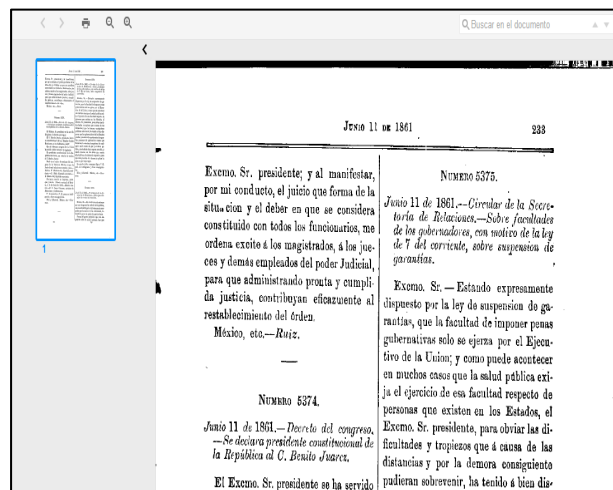 Buscar en el documento
1
JUNIO 11 DE 1861
233
Excmo. Sr. presidente; y al manifestar,
por mi conducto, el juicio que forma de la
situacion y el deber en que se considera
constituido con todos los funcionarios, me
ordena excite á los magistrados, á los jue-
ces y demás empleados del poder Judicial,
para que administrando pronta y cumpli-
da justicia, contribuyan eficazmente al
restablecimiento del órden.
México, etc.—Ruiz.
NUMERO 5374.
Junio 11 de 1861.—Decreto del congreso.
—Se declara presidente constitucional de
la República al C. Benito Juarez.
El Excmo. Sr. presidente se ha servido
NUMERO 5375.
Junio 11 de 1861.--Circular de la Secre-
toría de Relaciones.—Sobre facultades
de los gobernadores, con motivo de la ley
de 7 del corriente, sobre suspension de
garantías.
Excmo. Sr. — Estando expresamente
dispuesto por la ley de suspension de ga-
rantías, que la facultad de imponer penas
gubernativas solo se ejerza por el Ejecu-
tivo de la Union; y como puede acontecer
en muchos casos que la salud pública exi-
ja el ejercicio de esa facultad respecto de
personas que existen en los Estados, el
Excmo. Sr. presidente, para obviar las di-
ficultades y tropiezos que á causa de las
distancias y por la demora consiguiente
pudieran sobrevenir, ha tenido á bien dis-